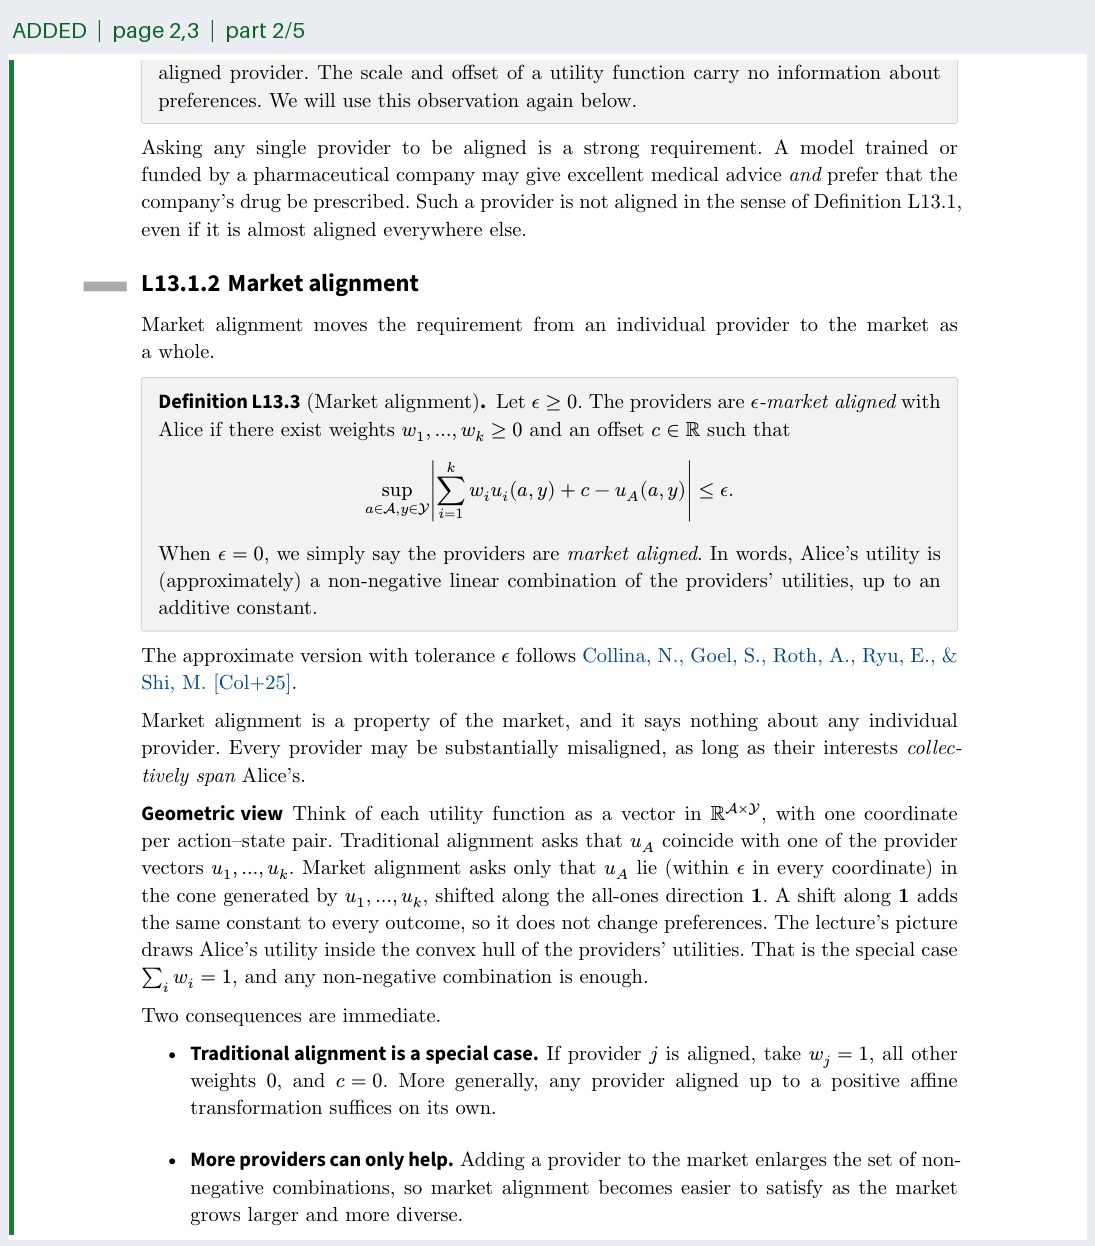 ADDED | page 2,3 | part 2/5
aligned provider. The scale and offset of a utility function carry no information about
preferences. We will use this observation again below.
Asking any single provider to be aligned is a strong requirement. A model trained or
funded by a pharmaceutical company may give excellent medical advice and prefer that the
company's drug be prescribed. Such a provider is not aligned in the sense of Definition L13.1,
even if it is almost aligned everywhere else.
L13.1.2 Market alignment
Market alignment moves the requirement from an individual provider to the market as
a whole.
Definition L13.3 (Market alignment). Let ϵ ≥ 0. The providers are ϵ-market aligned with
Alice if there exist weights w₁, ..., wₖ ≥ 0 and an offset c ∈ ℝ such that
sup_{a∈𝒜,y∈𝒴} |∑_{i=1}^{k} wᵢuᵢ(a, y) + c − u_A(a, y)| ≤ ϵ.
When ϵ = 0, we simply say the providers are market aligned. In words, Alice's utility is
(approximately) a non-negative linear combination of the providers' utilities, up to an
additive constant.
The approximate version with tolerance ϵ follows Collina, N., Goel, S., Roth, A., Ryu, E., &
Shi, M. [Col+25].
Market alignment is a property of the market, and it says nothing about any individual
provider. Every provider may be substantially misaligned, as long as their interests collec-
tively span Alice's.
Geometric view Think of each utility function as a vector in ℝ^{𝒜×𝒴}, with one coordinate
per action–state pair. Traditional alignment asks that u_A coincide with one of the provider
vectors u₁, ..., uₖ. Market alignment asks only that u_A lie (within ϵ in every coordinate) in
the cone generated by u₁, ..., uₖ, shifted along the all-ones direction 1. A shift along 1 adds
the same constant to every outcome, so it does not change preferences. The lecture's picture
draws Alice's utility inside the convex hull of the providers' utilities. That is the special case
∑ᵢ wᵢ = 1, and any non-negative combination is enough.
Two consequences are immediate.
• Traditional alignment is a special case. If provider j is aligned, take wⱼ = 1, all other
weights 0, and c = 0. More generally, any provider aligned up to a positive affine
transformation suffices on its own.
• More providers can only help. Adding a provider to the market enlarges the set of non-
negative combinations, so market alignment becomes easier to satisfy as the market
grows larger and more diverse.